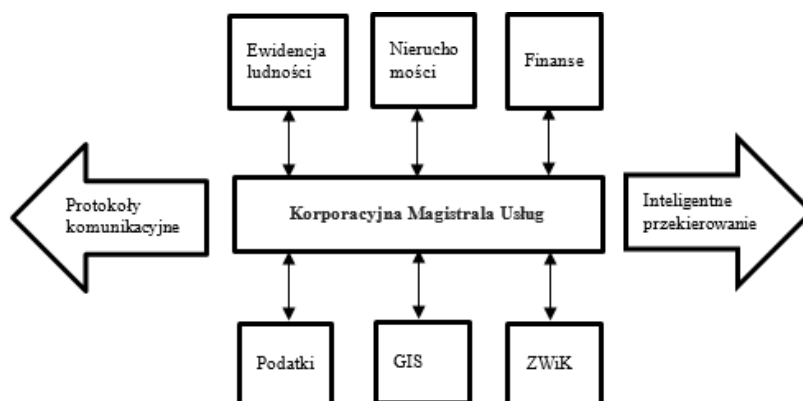 Ewidencja
ludności
Nierucho
mości
Finanse
Protokoły
komunikacyjne
Korporacyjna Magistrala Usług
Inteligentne
przekierowanie
Podatki
GIS
ZWiK